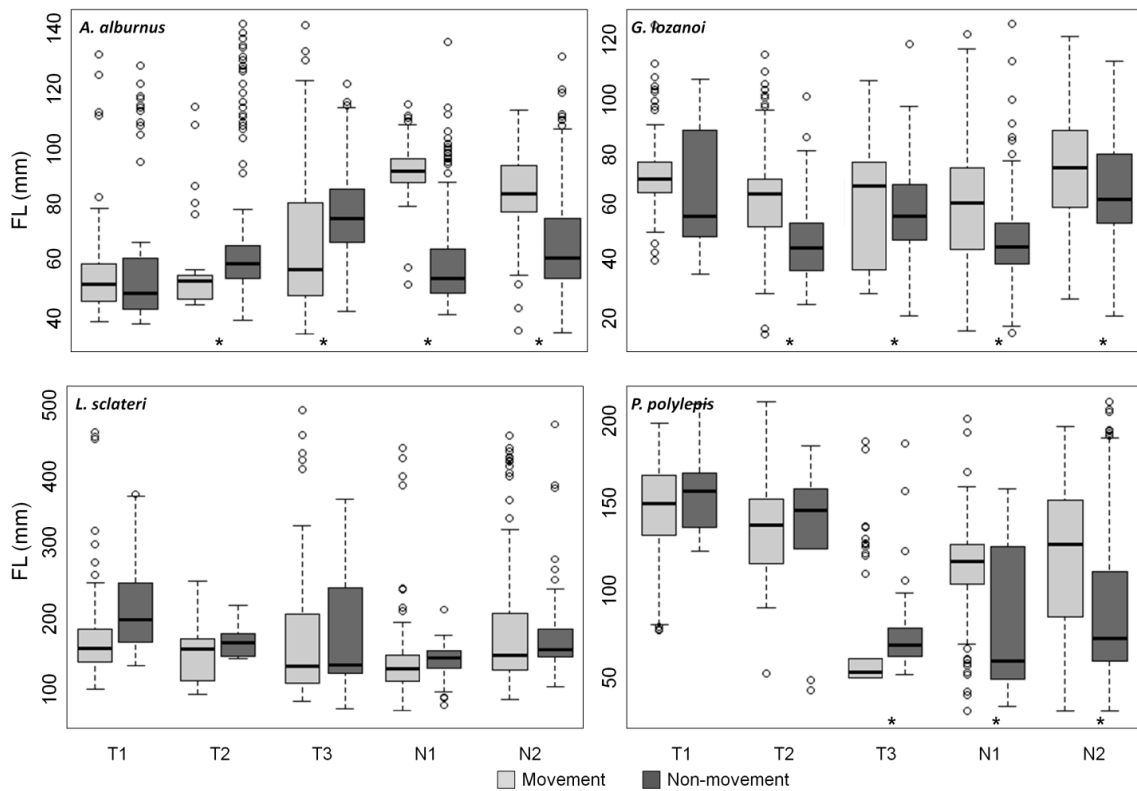 A. alburnus
G. lozanoi
FL (mm)
140
120
100
80
60
40
* * * *
120
100
80
60
40
20
* * * *
L. sclateri
P. polylepis
FL (mm)
500
400
300
200
100
200
150
100
50
* * *
T1 T2 T3 N1 N2
T1 T2 T3 N1 N2
Movement Non-movement